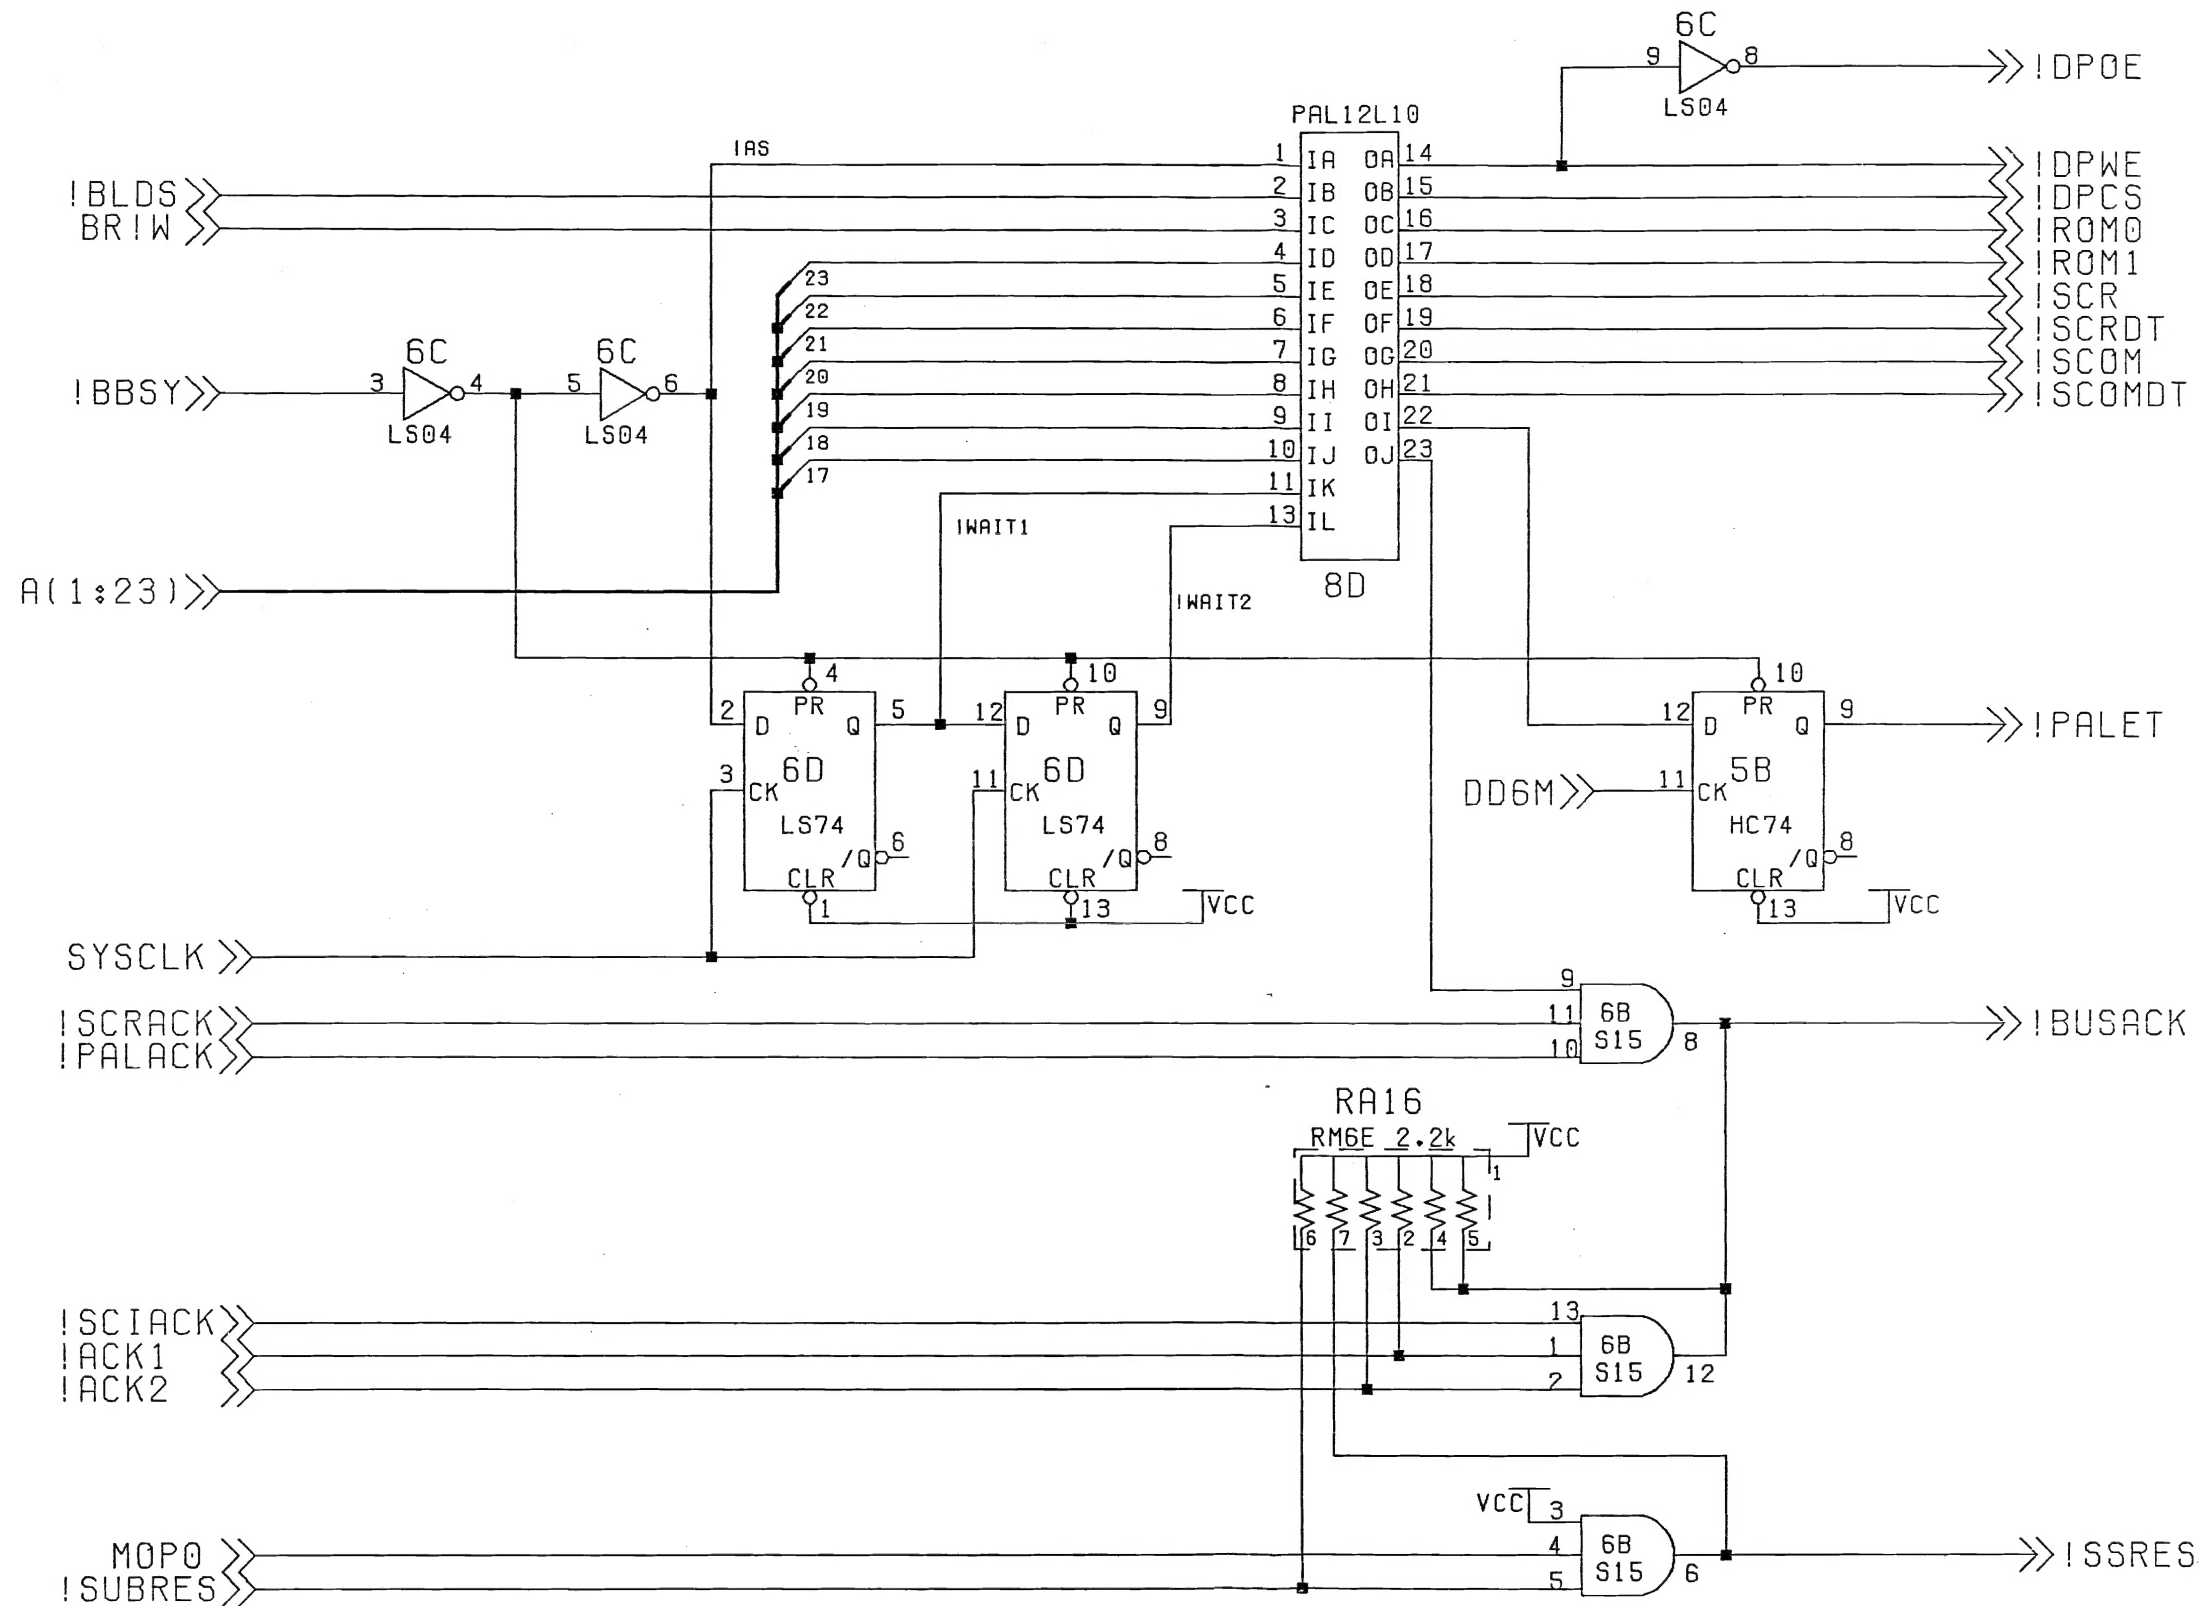 6C
9 8 !DPOE
LS04
PAL12L10
!AS
1 IA OA 14 !DPWE
!BLDS 2 IB OB 15 !DPCS
BR!W 3 IC OC 16 !ROM0
4 ID OD 17 !ROM1
23
5 IE OE 18 !SCR
22
6 IF OF 19 !SCRDT
21
7 IG OG 20 !SCOM
20
6C 6C
!BBSY 3 4 5 6 8 IH OH 21 !SCOMDT
19
LS04 LS04
9 II OI 22
18
10 IJ OJ 23
17
11 IK
13 IL
!WAIT1
A(1:23) 8D
!WAIT2
4 10 10
PR PR PR
2 D Q 5 12 D Q 9 12 D Q 9 !PALET
6D 6D 5B
3 CK 11 CK DD6M 11 CK
LS74 LS74 HC74
/Q 6 /Q 8 /Q 8
CLR CLR CLR
1 13 VCC 13 VCC
SYSCLK
9
!SCRACK 11 6B !BUSACK
!PALACK 10 S15 8
RA16
RM6E 2.2k VCC
1
6 7 3 2 4 5
!SCIACK 13
!ACK1 1 6B
!ACK2 2 S15 12
VCC 3
MOP0 4 6B !SSRES
!SUBRES 5 S15 6